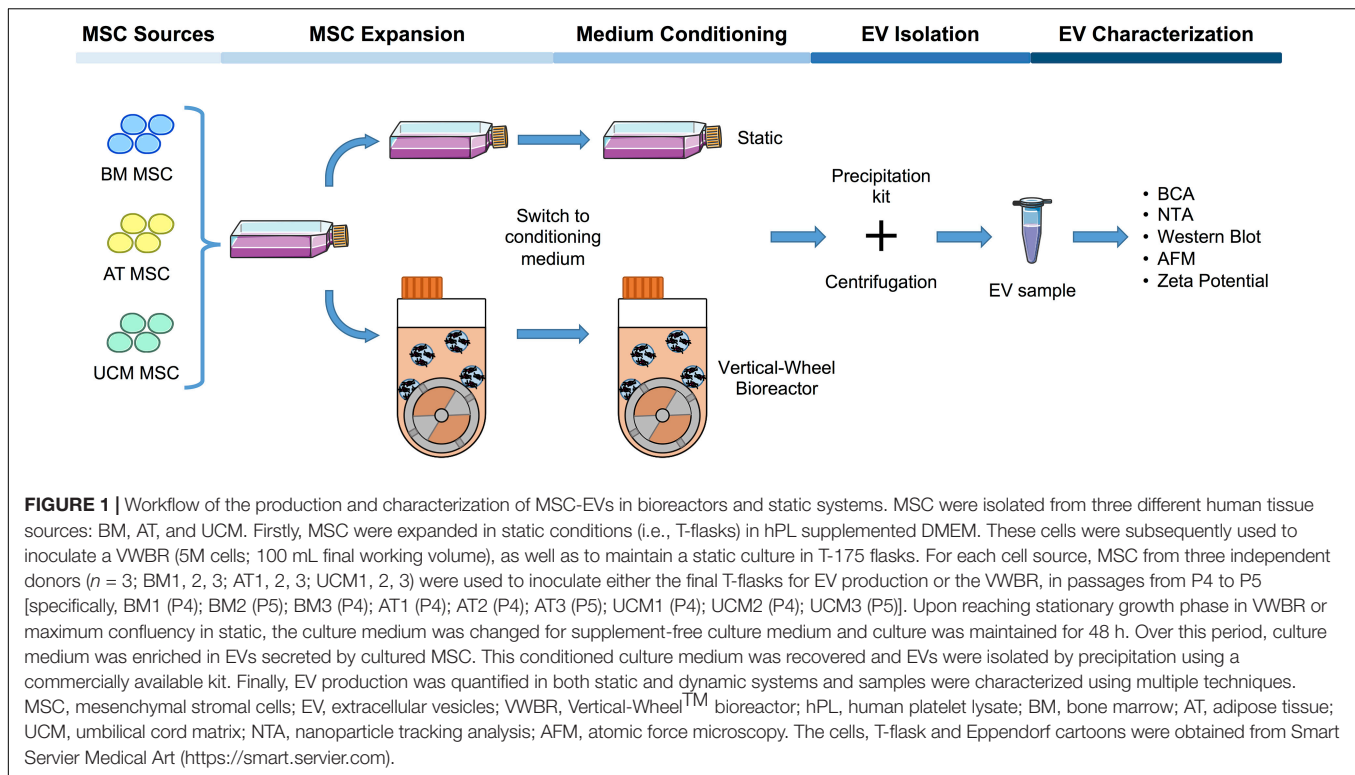 MSC Sources
MSC Expansion
Medium Conditioning
EV Isolation
EV Characterization
BM MSC
AT MSC
UCM MSC
Switch to
conditioning
medium
Static
Vertical-Wheel
Bioreactor
Precipitation
kit
+
Centrifugation
EV sample
• BCA
• NTA
• Western Blot
• AFM
• Zeta Potential
FIGURE 1 | Workflow of the production and characterization of MSC-EVs in bioreactors and static systems. MSC were isolated from three different human tissue
sources: BM, AT, and UCM. Firstly, MSC were expanded in static conditions (i.e., T-flasks) in hPL supplemented DMEM. These cells were subsequently used to
inoculate a VWBR (5M cells; 100 mL final working volume), as well as to maintain a static culture in T-175 flasks. For each cell source, MSC from three independent
donors (n = 3; BM1, 2, 3; AT1, 2, 3; UCM1, 2, 3) were used to inoculate either the final T-flasks for EV production or the VWBR, in passages from P4 to P5
[specifically, BM1 (P4); BM2 (P5); BM3 (P4); AT1 (P4); AT2 (P4); AT3 (P5); UCM1 (P4); UCM2 (P4); UCM3 (P5)]. Upon reaching stationary growth phase in VWBR or
maximum confluency in static, the culture medium was changed for supplement-free culture medium and culture was maintained for 48 h. Over this period, culture
medium was enriched in EVs secreted by cultured MSC. This conditioned culture medium was recovered and EVs were isolated by precipitation using a
commercially available kit. Finally, EV production was quantified in both static and dynamic systems and samples were characterized using multiple techniques.
MSC, mesenchymal stromal cells; EV, extracellular vesicles; VWBR, Vertical-Wheel™ bioreactor; hPL, human platelet lysate; BM, bone marrow; AT, adipose tissue;
UCM, umbilical cord matrix; NTA, nanoparticle tracking analysis; AFM, atomic force microscopy. The cells, T-flask and Eppendorf cartoons were obtained from Smart
Servier Medical Art (https://smart.servier.com).